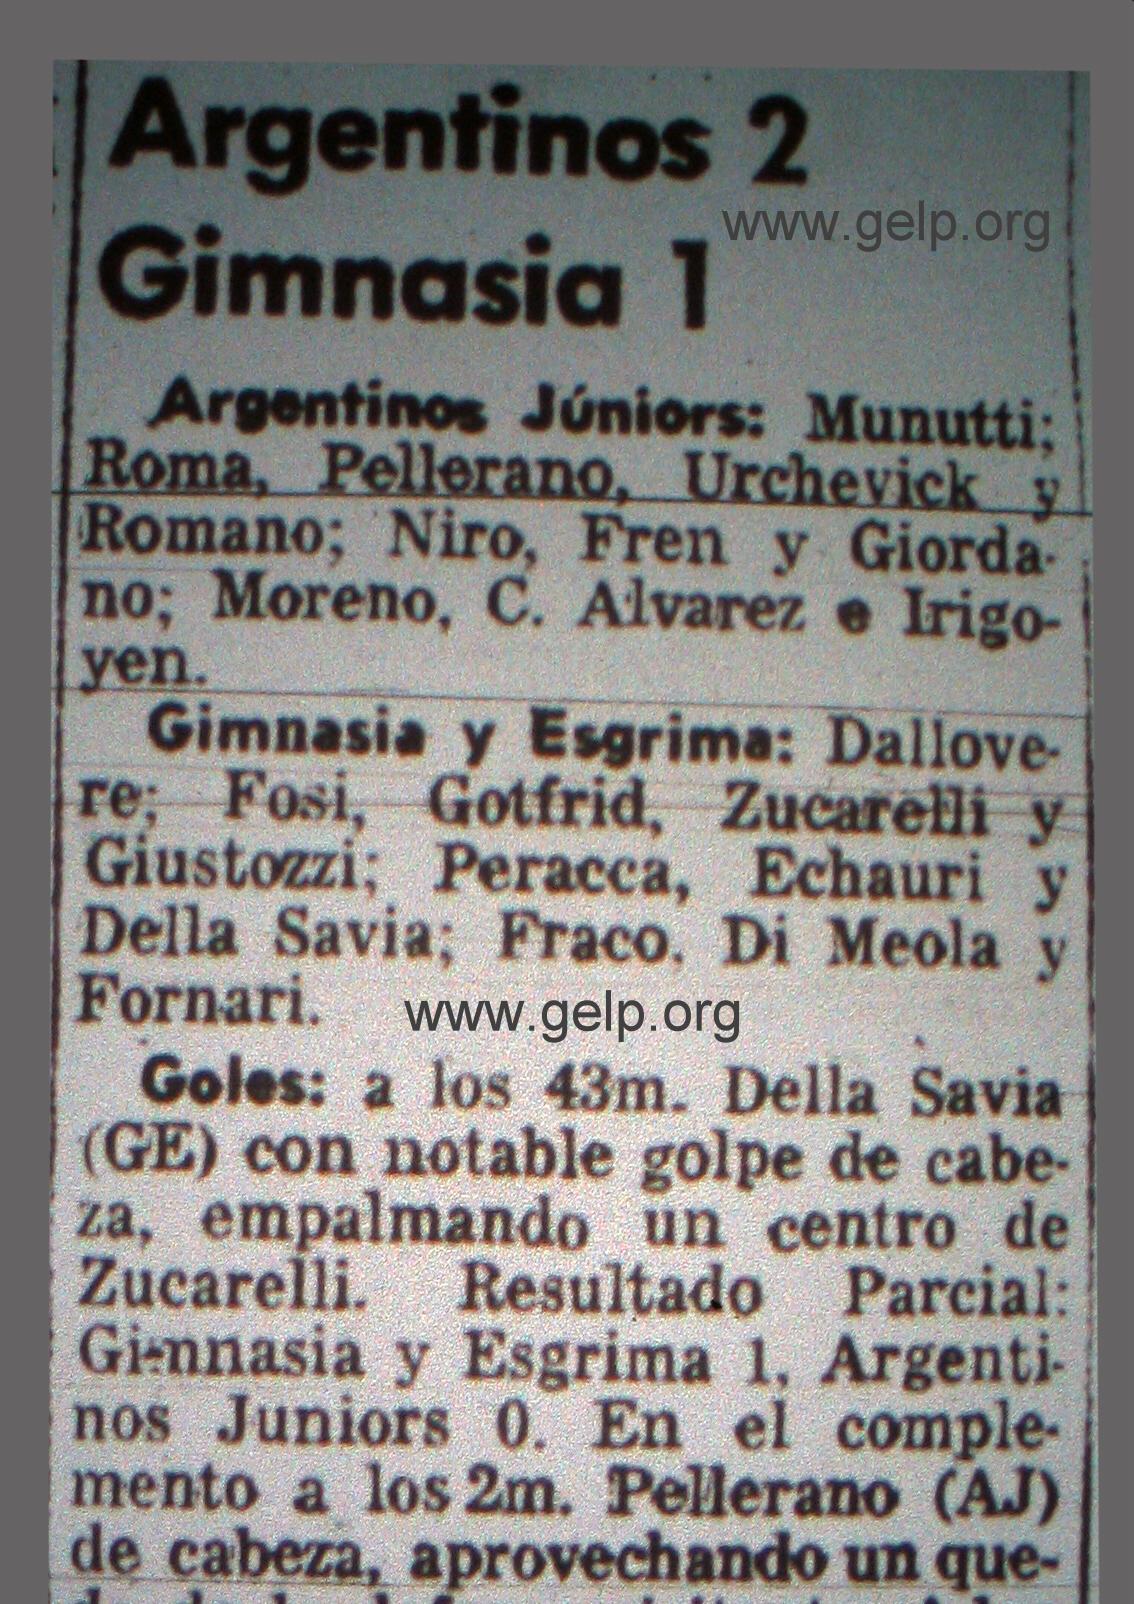 Argentinos 2
www.gelp.org
Gimnasia 1
Argentinos Júniors: Munutti;
Roma, Pellerano, Urchevick y
Romano; Niro, Fren y Giorda-
no; Moreno, C. Alvarez e Irigo-
yen.
Gimnasia y Esgrima: Dallove-
re; Fosi, Gotfrid, Zucarelli y
Giustozzi; Peracca, Echauri y
Della Savia; Fraco, Di Meola y
Fornari.
www.gelp.org
Goles: a los 43m. Della Savia
(GE) con notable golpe de cabe-
za, empalmando un centro de
Zucarelli. Resultado Parcial:
Gimnasia y Esgrima 1, Argenti-
nos Juniors 0. En el comple-
mento a los 2m. Pellerano (AJ)
de cabeza, aprovechando un que-